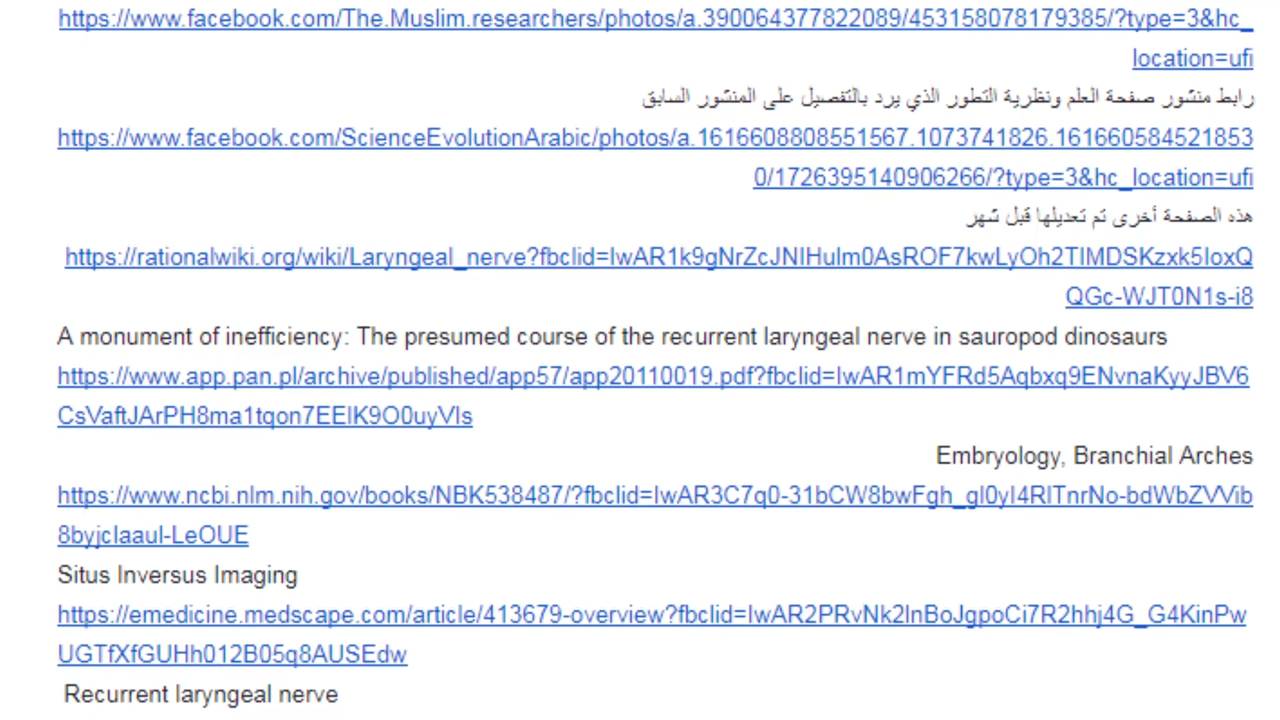 https://www.facebook.com/The.Muslim.researchers/photos/a.390064377822089/453158078179385/?type=3&hc_
location=ufi
رابط منشور صفحة العلم ونظرية التطور الذي يرد بالتفصيل على المنشور السابق
https://www.facebook.com/ScienceEvolutionArabic/photos/a.1616608808551567.1073741826.161660584521853
0/1726395140906266/?type=3&hc_location=ufi
هذه الصفحة أخرى تم تعديلها قبل شهر
https://rationalwiki.org/wiki/Laryngeal_nerve?fbclid=IwAR1k9gNrZcJNIHulm0AsROF7kwLyOh2TIMDSKzxk5IoxQ
QGc-WJT0N1s-i8
A monument of inefficiency: The presumed course of the recurrent laryngeal nerve in sauropod dinosaurs
https://www.app.pan.pl/archive/published/app57/app20110019.pdf?fbclid=IwAR1mYFRd5Aqbxq9ENvnaKyyJBV6
CsVaftJArPH8ma1tqon7EEIK9O0uyVIs
Embryology, Branchial Arches
https://www.ncbi.nlm.nih.gov/books/NBK538487/?fbclid=IwAR3C7q0-31bCW8bwFgh_gI0yI4RITnrNo-bdWbZVVib
8byjcIaauI-LeOUE
Situs Inversus Imaging
https://emedicine.medscape.com/article/413679-overview?fbclid=IwAR2PRvNk2lnBoJgpoCi7R2hhj4G_G4KinPw
UGTfXfGUHh012B05q8AUSEdw
Recurrent laryngeal nerve